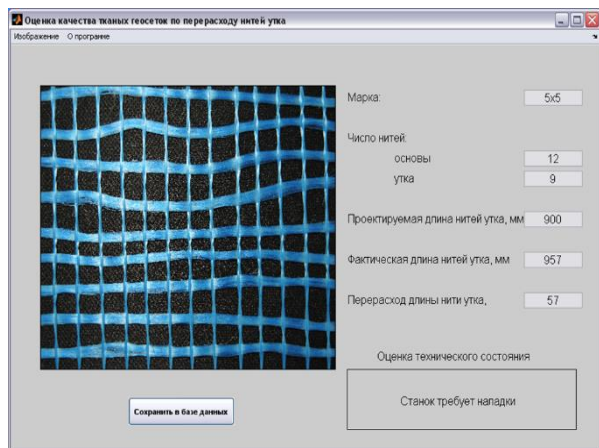 Оценка качества тканых геосеток по перерасходу нитей утка
Изображение О програме
Марка: 5x5
Число нитей:
основы 12
утка 9
Проектируемая длина нитей утка, мм 900
Фактическая длина нитей утка, мм 957
Перерасход длины нити утка, 57
Оценка технического состояния
Станок требует наладки
Сохранить в базе данных